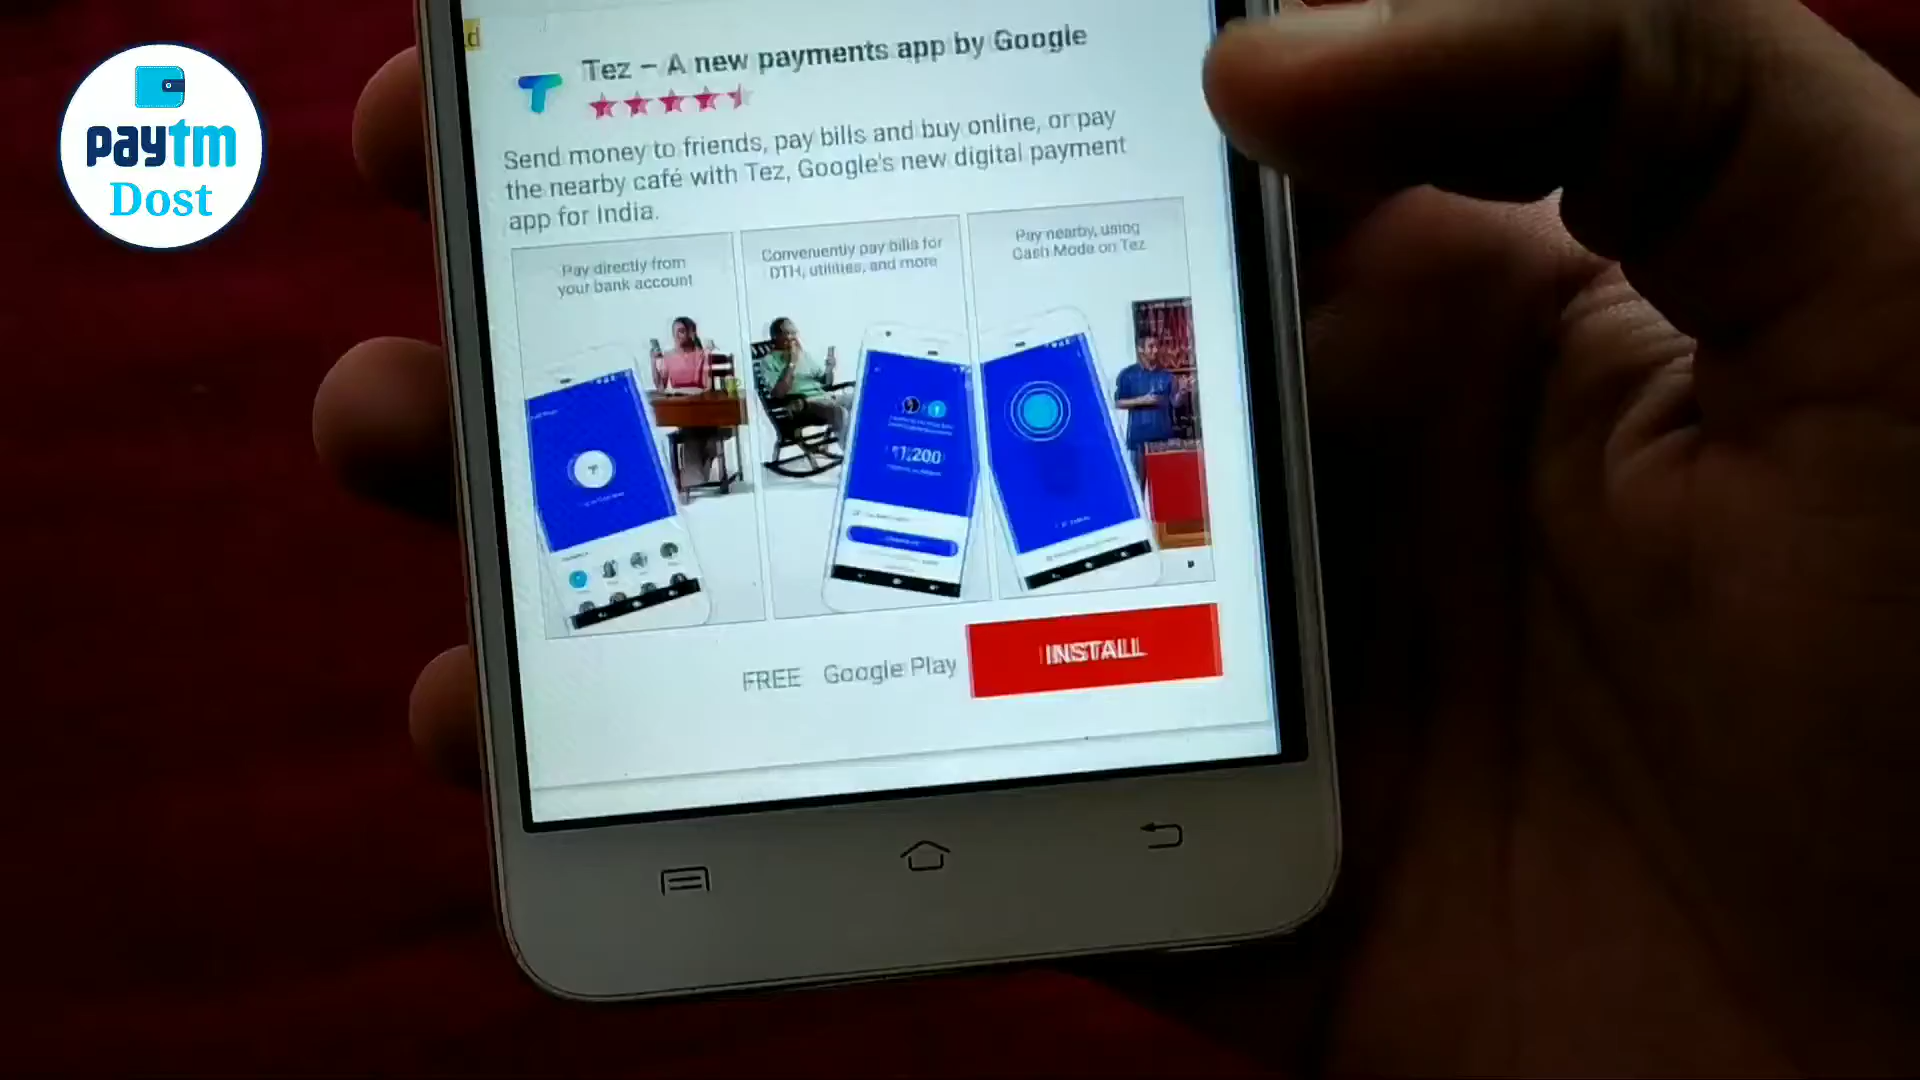 paytm
Dost
Tez – A new payments app by Google
Send money to friends, pay bills and buy online, or pay
the nearby café with Tez, Google's new digital payment
app for India.
Pay directly from
your bank account
Conveniently pay bills for
DTH, utilities, and more
Pay nearby, using
Cash Mode on Tez
₹1,200
FREE
Google Play
INSTALL